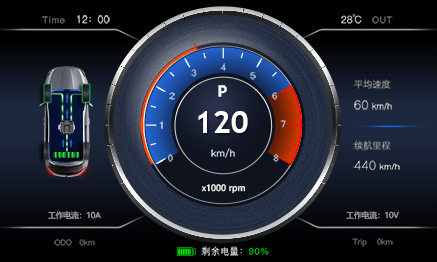 Time 12: 00
28℃ OUT
0 1 2 3 4 5 6 7 8
P
120
km/h
x1000 rpm
平均速度
60 km/h
续航里程
440 km/h
工作电流：10A
工作电流：10V
ODO 0km
Trip 0km
剩余电量：90%